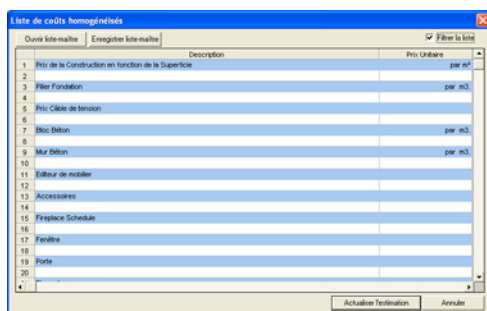 Liste de coûts homogénéisés
Ouvrir liste-maître Enregistrer liste-maître Filtrer la liste
Description Prix Unitaire
1 Prix de la Construction en fonction de la Superficie par m²
2
3 Pilier Fondation par m3.
4
5 Prix Câble de tension
6
7 Bloc Béton par m3.
8
9 Mur Béton par m3.
10
11 Editeur de mobilier
12
13 Accessoires
14
15 Fireplace Schedule
16
17 Fenêtre
18
19 Porte
20
Actualiser l'estimation Annuler